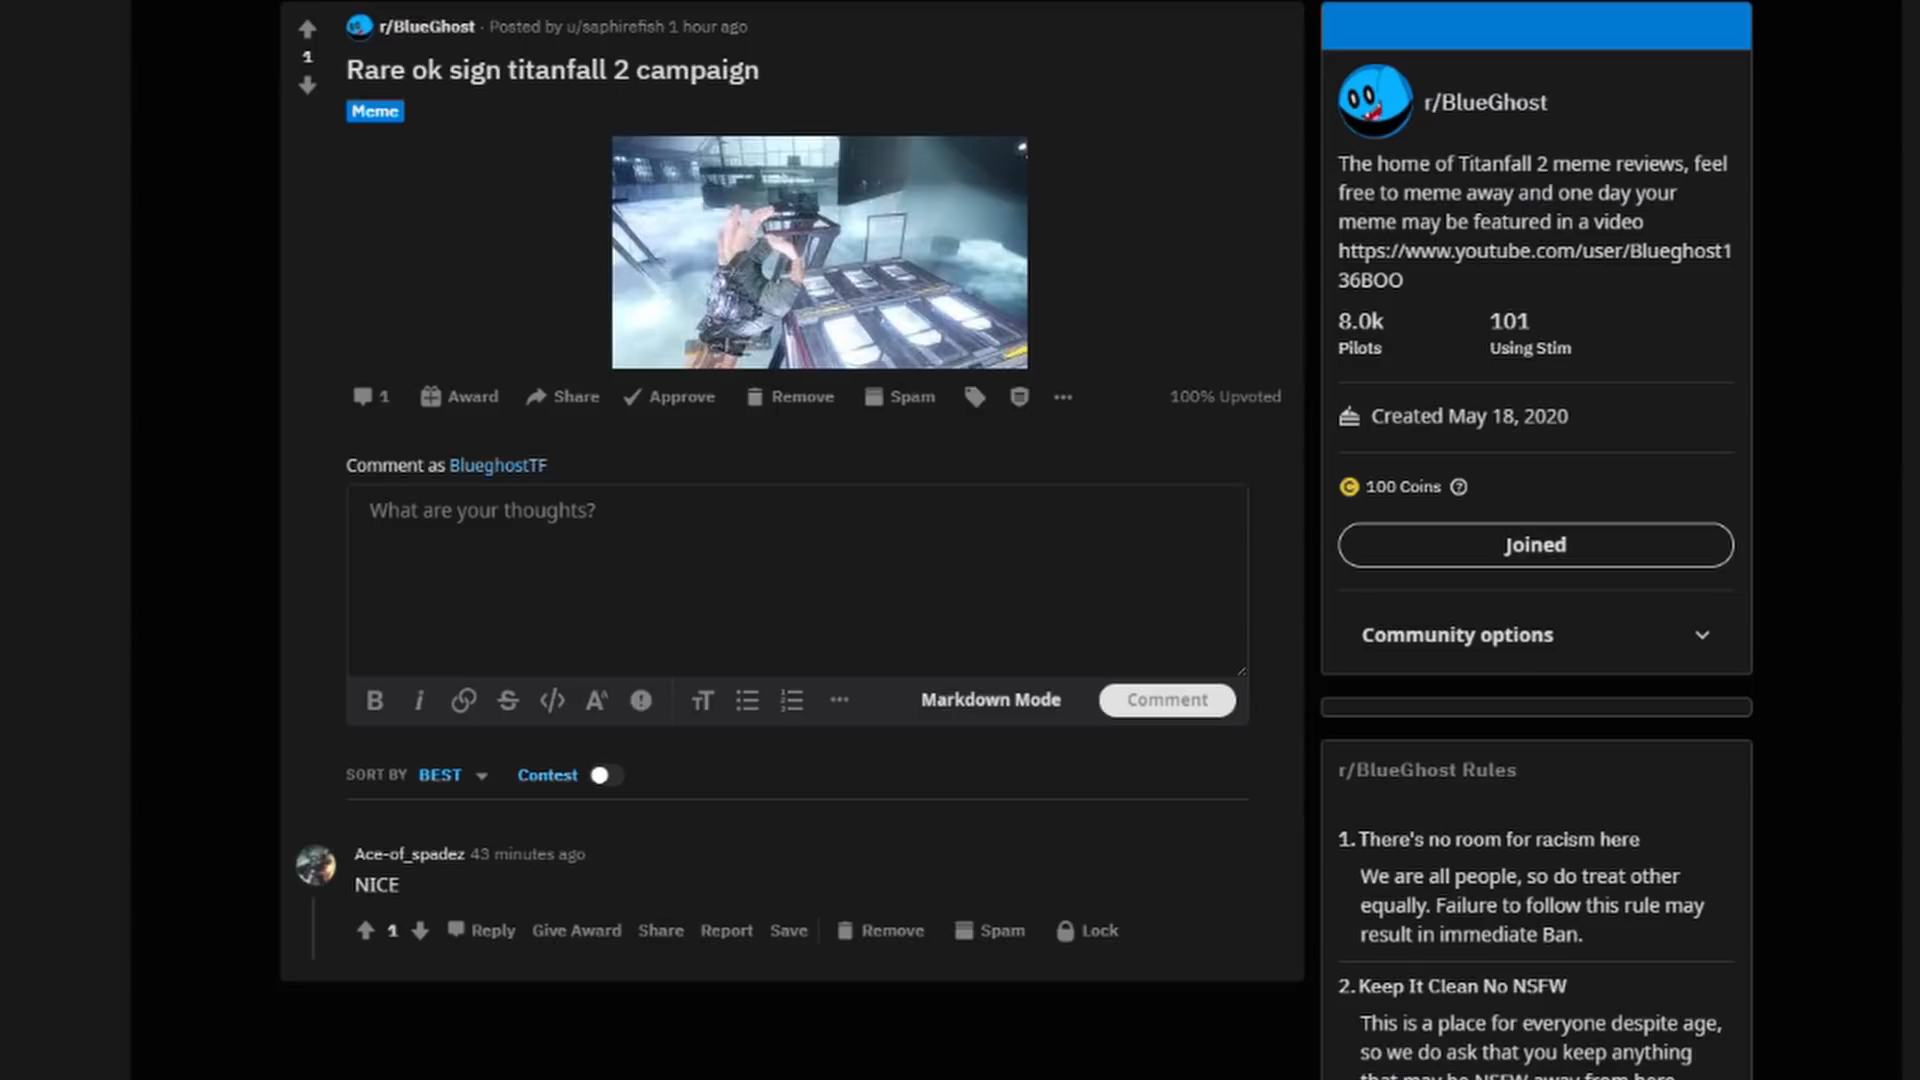 r/BlueGhost · Posted by u/saphirefish 1 hour ago
1
Rare ok sign titanfall 2 campaign
Meme
1 Award Share Approve Remove Spam 100% Upvoted
Comment as BlueghostTF
What are your thoughts?
Markdown Mode Comment
SORT BY BEST Contest
Ace-of_spadez 43 minutes ago
NICE
1 Reply Give Award Share Report Save Remove Spam Lock
r/BlueGhost
The home of Titanfall 2 meme reviews, feel
free to meme away and one day your
meme may be featured in a video
https://www.youtube.com/user/Blueghost1
36BOO
8.0k 101
Pilots Using Stim
Created May 18, 2020
100 Coins
Joined
Community options
r/BlueGhost Rules
1. There's no room for racism here
We are all people, so do treat other
equally. Failure to follow this rule may
result in immediate Ban.
2. Keep It Clean No NSFW
This is a place for everyone despite age,
so we do ask that you keep anything
that may be NSFW away from here